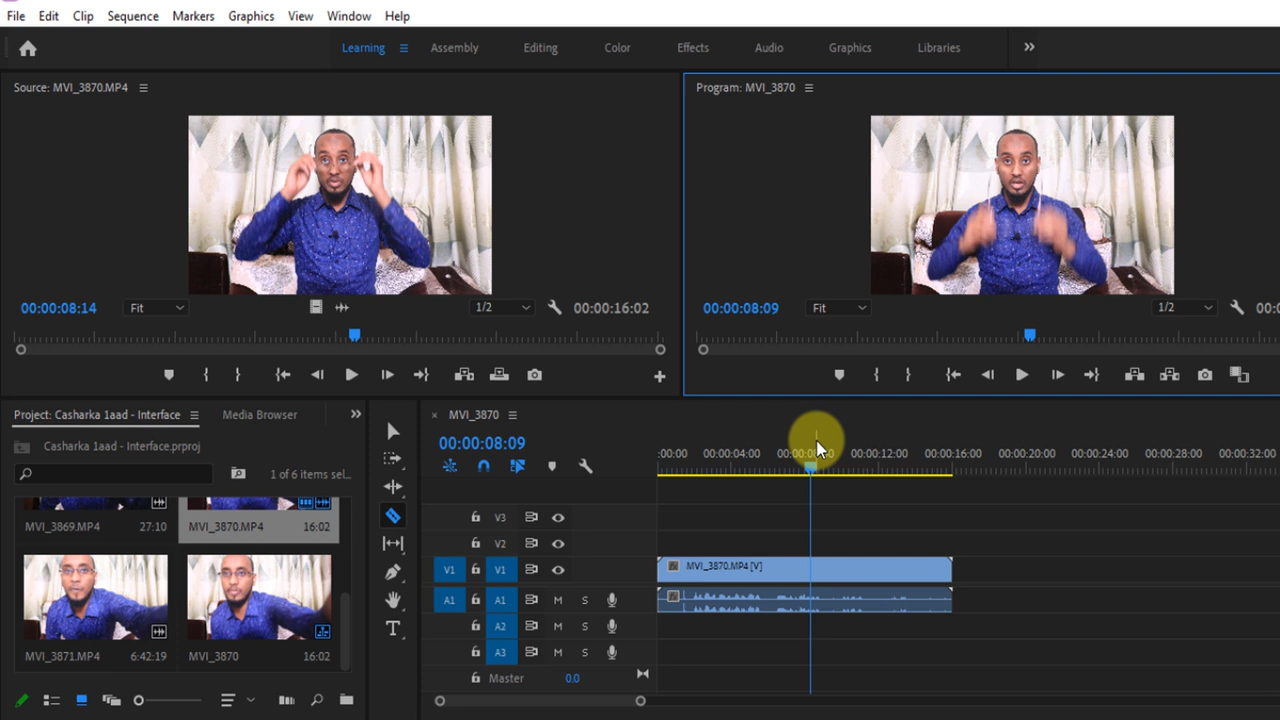 File Edit Clip Sequence Markers Graphics View Window Help
Learning Assembly Editing Color Effects Audio Graphics Libraries
Source: MVI_3870.MP4
Program: MVI_3870
00:00:08:14 Fit 1/2 00:00:16:02
00:00:08:09 Fit 1/2
Project: Casharka 1aad - Interface Media Browser
MVI_3870
Casharka 1aad - Interface.prproj
00:00:08:09
1 of 6 items sel...
:00:00 00:00:04:00 00:00:12:00 00:00:16:00 00:00:20:00 00:00:24:00 00:00:28:00 00:00:32:00
MVI_3869.MP4 27:10
MVI_3870.MP4 16:02
MVI_3871.MP4 6:42:19
MVI_3870 16:02
V3
V2
V1 V1 MVI_3870.MP4 [V]
A1 A1 M S
A2 M S
A3 M S
Master 0.0